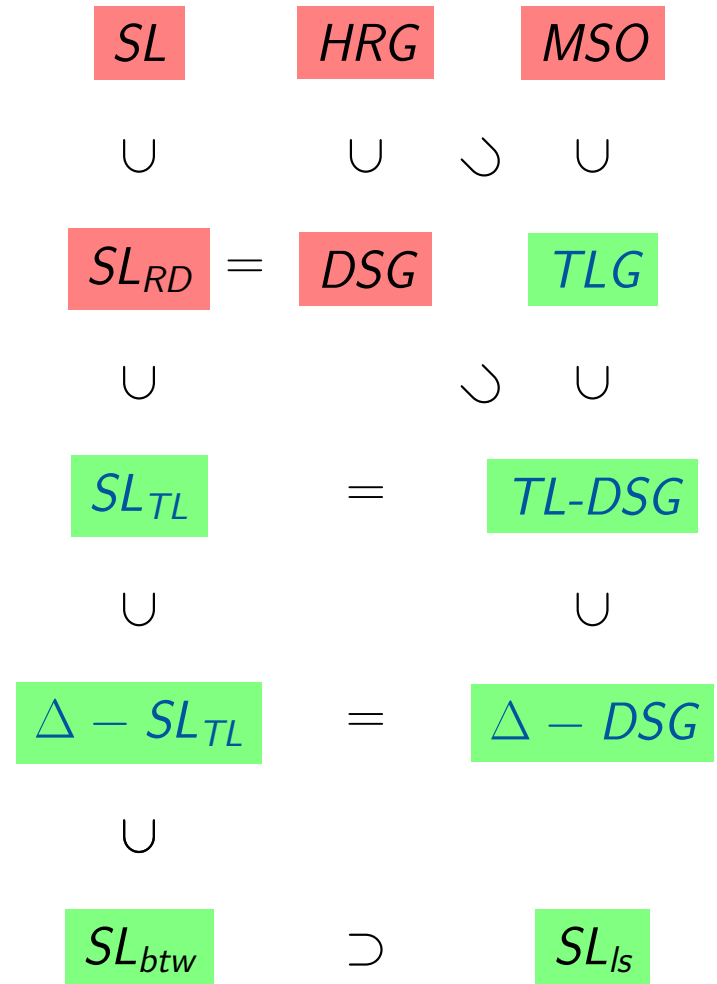 SL HRG MSO
∪ ∪ ⊃ ∪
SL_RD = DSG TLG
∪ ⊃ ∪
SL_TL = TL-DSG
∪ ∪
Δ − SL_TL = Δ − DSG
∪
SL_btw ⊃ SL_ls